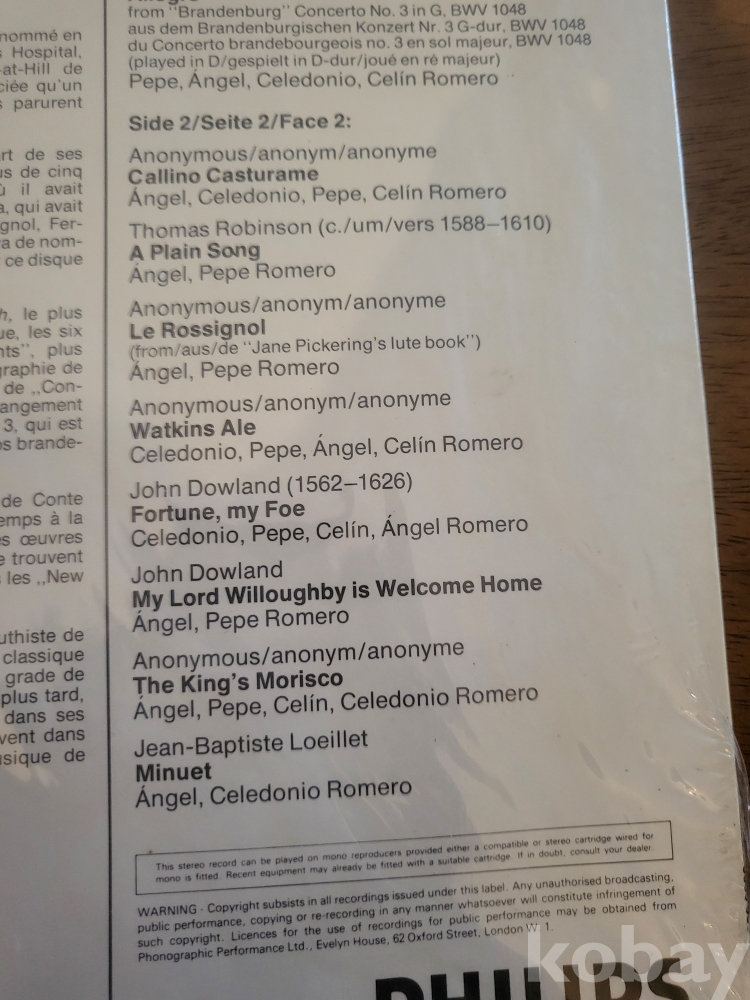 nommé en
Hospital,
-at-Hill de
ciée qu'un
parurent
rt de ses
us de cinq
ù il avait
a, qui avait
gnol, Fer-
a de nom-
ce disque
h, le plus
ue, les six
nts", plus
graphie de
de „Con-
angement
3, qui est
es brande-
de Conte
emps à la
es œuvres
e trouvent
les „New
uthiste de
classique
grade de
plus tard,
dans ses
vent dans
usique de
Allegro
from "Brandenburg" Concerto No. 3 in G, BWV 1048
aus dem Brandenburgischen Konzert Nr. 3 G-dur, BWV 1048
du Concerto brandebourgeois no. 3 en sol majeur, BWV 1048
(played in D/gespielt in D-dur/joué en ré majeur)
Pepe, Ángel, Celedonio, Celín Romero
Side 2/Seite 2/Face 2:
Anonymous/anonym/anonyme
Callino Casturame
Ángel, Celedonio, Pepe, Celín Romero
Thomas Robinson (c./um/vers 1588–1610)
A Plain Song
Ángel, Pepe Romero
Anonymous/anonym/anonyme
Le Rossignol
(from/aus/de "Jane Pickering's lute book")
Ángel, Pepe Romero
Anonymous/anonym/anonyme
Watkins Ale
Celedonio, Pepe, Ángel, Celín Romero
John Dowland (1562–1626)
Fortune, my Foe
Celedonio, Pepe, Celín, Ángel Romero
John Dowland
My Lord Willoughby is Welcome Home
Ángel, Pepe Romero
Anonymous/anonym/anonyme
The King's Morisco
Ángel, Pepe, Celín, Celedonio Romero
Jean-Baptiste Loeillet
Minuet
Ángel, Celedonio Romero
This stereo record can be played on mono reproducers provided either a compatible or stereo cartridge wired for
mono is fitted. Recent equipment may already be fitted with a suitable cartridge. If in doubt, consult your dealer.
WARNING - Copyright subsists in all recordings issued under this label. Any unauthorised broadcasting,
public performance, copying or re-recording in any manner whatsoever will constitute infringement of
such copyright. Licences for the use of recordings for public performance may be obtained from
Phonographic Performance Ltd., Evelyn House, 62 Oxford Street, London W. 1.
kobay
PHILIPS